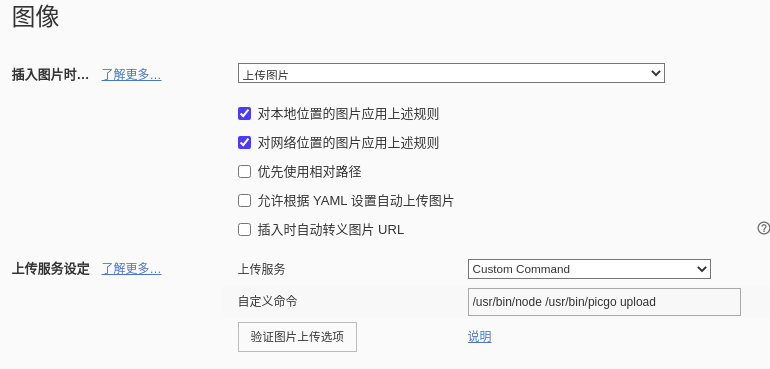 图像
插入图片时... 了解更多... 上传图片
对本地位置的图片应用上述规则
对网络位置的图片应用上述规则
优先使用相对路径
允许根据 YAML 设置自动上传图片
插入时自动转义图片 URL
上传服务设定 了解更多... 上传服务 Custom Command
自定义命令 /usr/bin/node /usr/bin/picgo upload
验证图片上传选项 说明